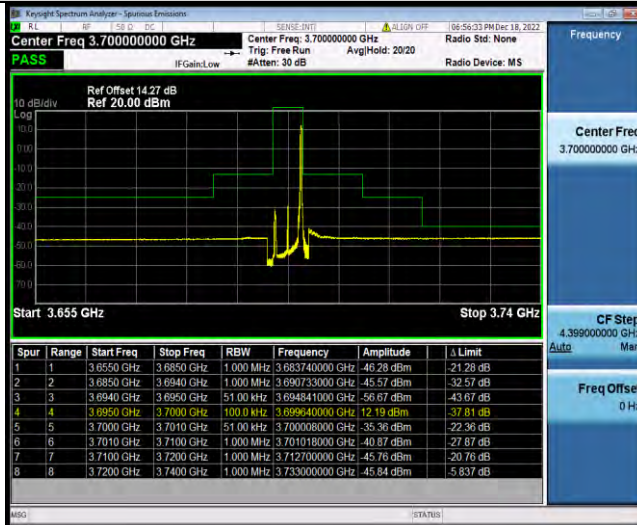 Keysight Spectrum Analyzer - Spurious Emissions
RL RF 50 Ω DC SENSE:INT ALIGN OFF 06:56:33 PM Dec 18, 2022
Center Freq 3.700000000 GHz
Center Freq: 3.700000000 GHz
Radio Std: None
Trig: Free Run Avg|Hold: 20/20
PASS
IFGain:Low
#Atten: 30 dB
Radio Device: MS
Frequency
Ref Offset 14.27 dB
10 dB/div Ref 20.00 dBm
Log
10.0
0.00
-10.0
-20.0
-30.0
-40.0
-50.0
-60.0
-70.0
Start 3.655 GHz
Stop 3.74 GHz
Center Freq
3.700000000 GHz
CF Step
4.399000000 GHz
Auto Man
Freq Offset
0 Hz
Spur Range Start Freq Stop Freq RBW Frequency Amplitude Δ Limit
1 1 3.6550 GHz 3.6850 GHz 1.000 MHz 3.683740000 GHz -46.28 dBm -21.28 dB
2 2 3.6850 GHz 3.6940 GHz 1.000 MHz 3.690733000 GHz -45.57 dBm -32.57 dB
3 3 3.6940 GHz 3.6950 GHz 51.00 kHz 3.694841000 GHz -56.67 dBm -43.67 dB
4 4 3.6950 GHz 3.7000 GHz 100.0 kHz 3.699640000 GHz 12.19 dBm -37.81 dB
5 5 3.7000 GHz 3.7010 GHz 51.00 kHz 3.700008000 GHz -35.36 dBm -22.36 dB
6 6 3.7010 GHz 3.7100 GHz 1.000 MHz 3.701018000 GHz -40.87 dBm -27.87 dB
7 7 3.7100 GHz 3.7200 GHz 1.000 MHz 3.712700000 GHz -45.76 dBm -20.76 dB
8 8 3.7200 GHz 3.7400 GHz 1.000 MHz 3.733000000 GHz -45.84 dBm -5.837 dB
MSG
STATUS